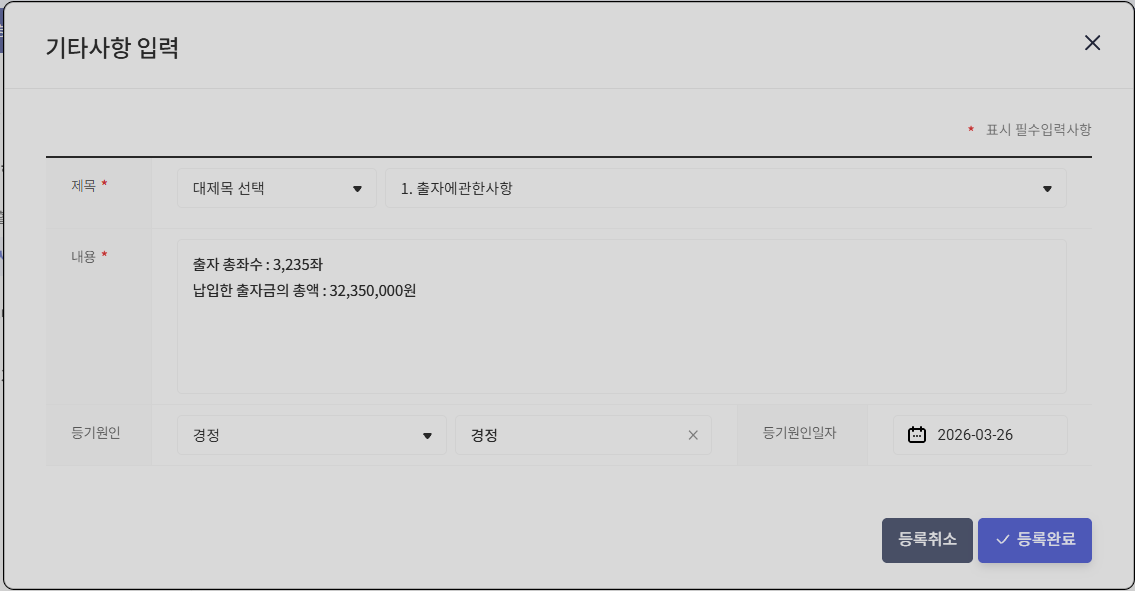 기타사항 입력
* 표시 필수입력사항
제목 *
대제목 선택
1. 출자에관한사항
내용 *
출자 총좌수 : 3,235좌
납입한 출자금의 총액 : 32,350,000원
등기원인
경정
경정
등기원인일자
2026-03-26
등록취소
등록완료